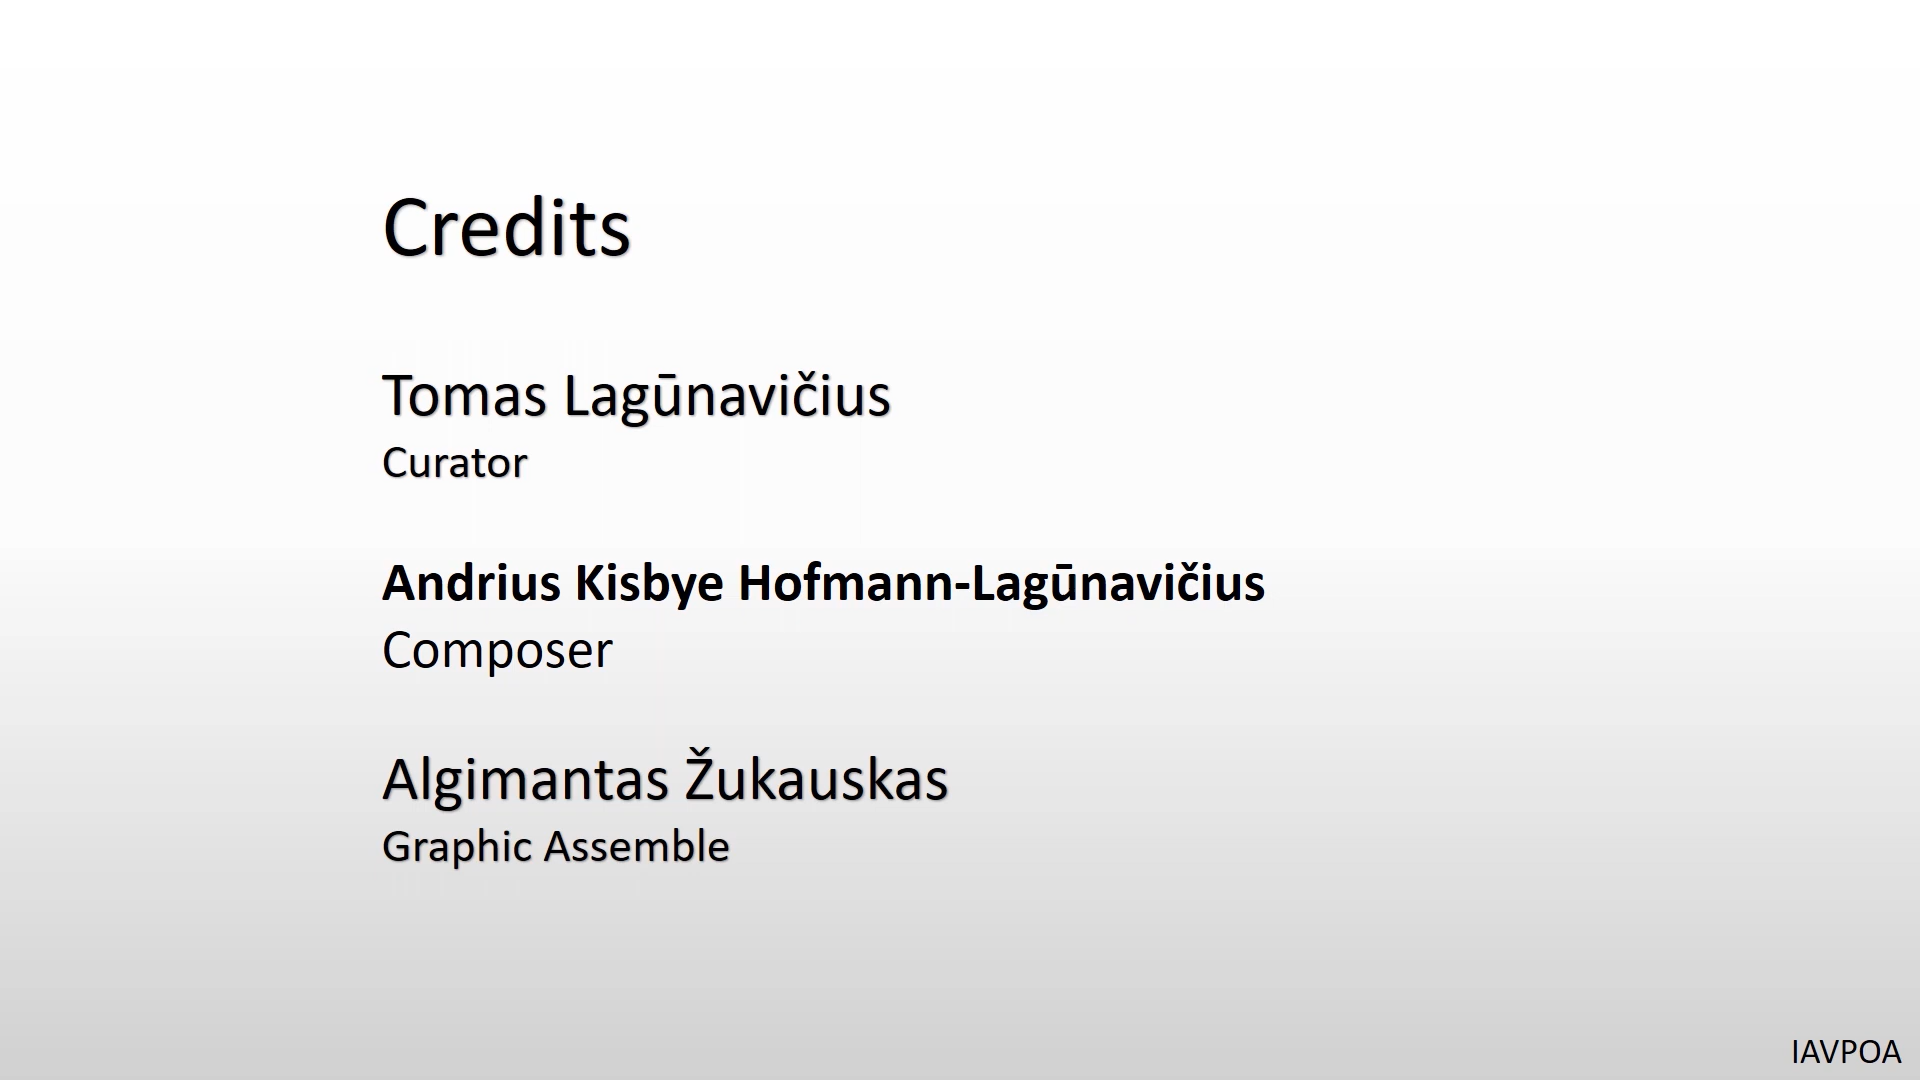 Credits
Tomas Lagūnavičius
Curator
Andrius Kisbye Hofmann-Lagūnavičius
Composer
Algimantas Žukauskas
Graphic Assemble
IAVPOA